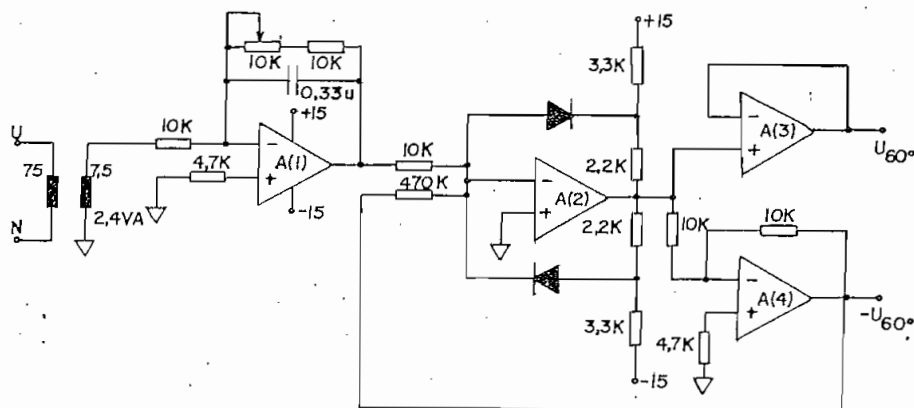 10K
10K
0,33u
+15
10K
4,7K
−
+
A(1)
-15
U
N
75
7,5
2,4VA
10K
470K
+15
3,3K
2,2K
−
+
A(2)
2,2K
3,3K
-15
−
+
A(3)
U60°
10K
10K
−
+
A(4)
4,7K
-U60°